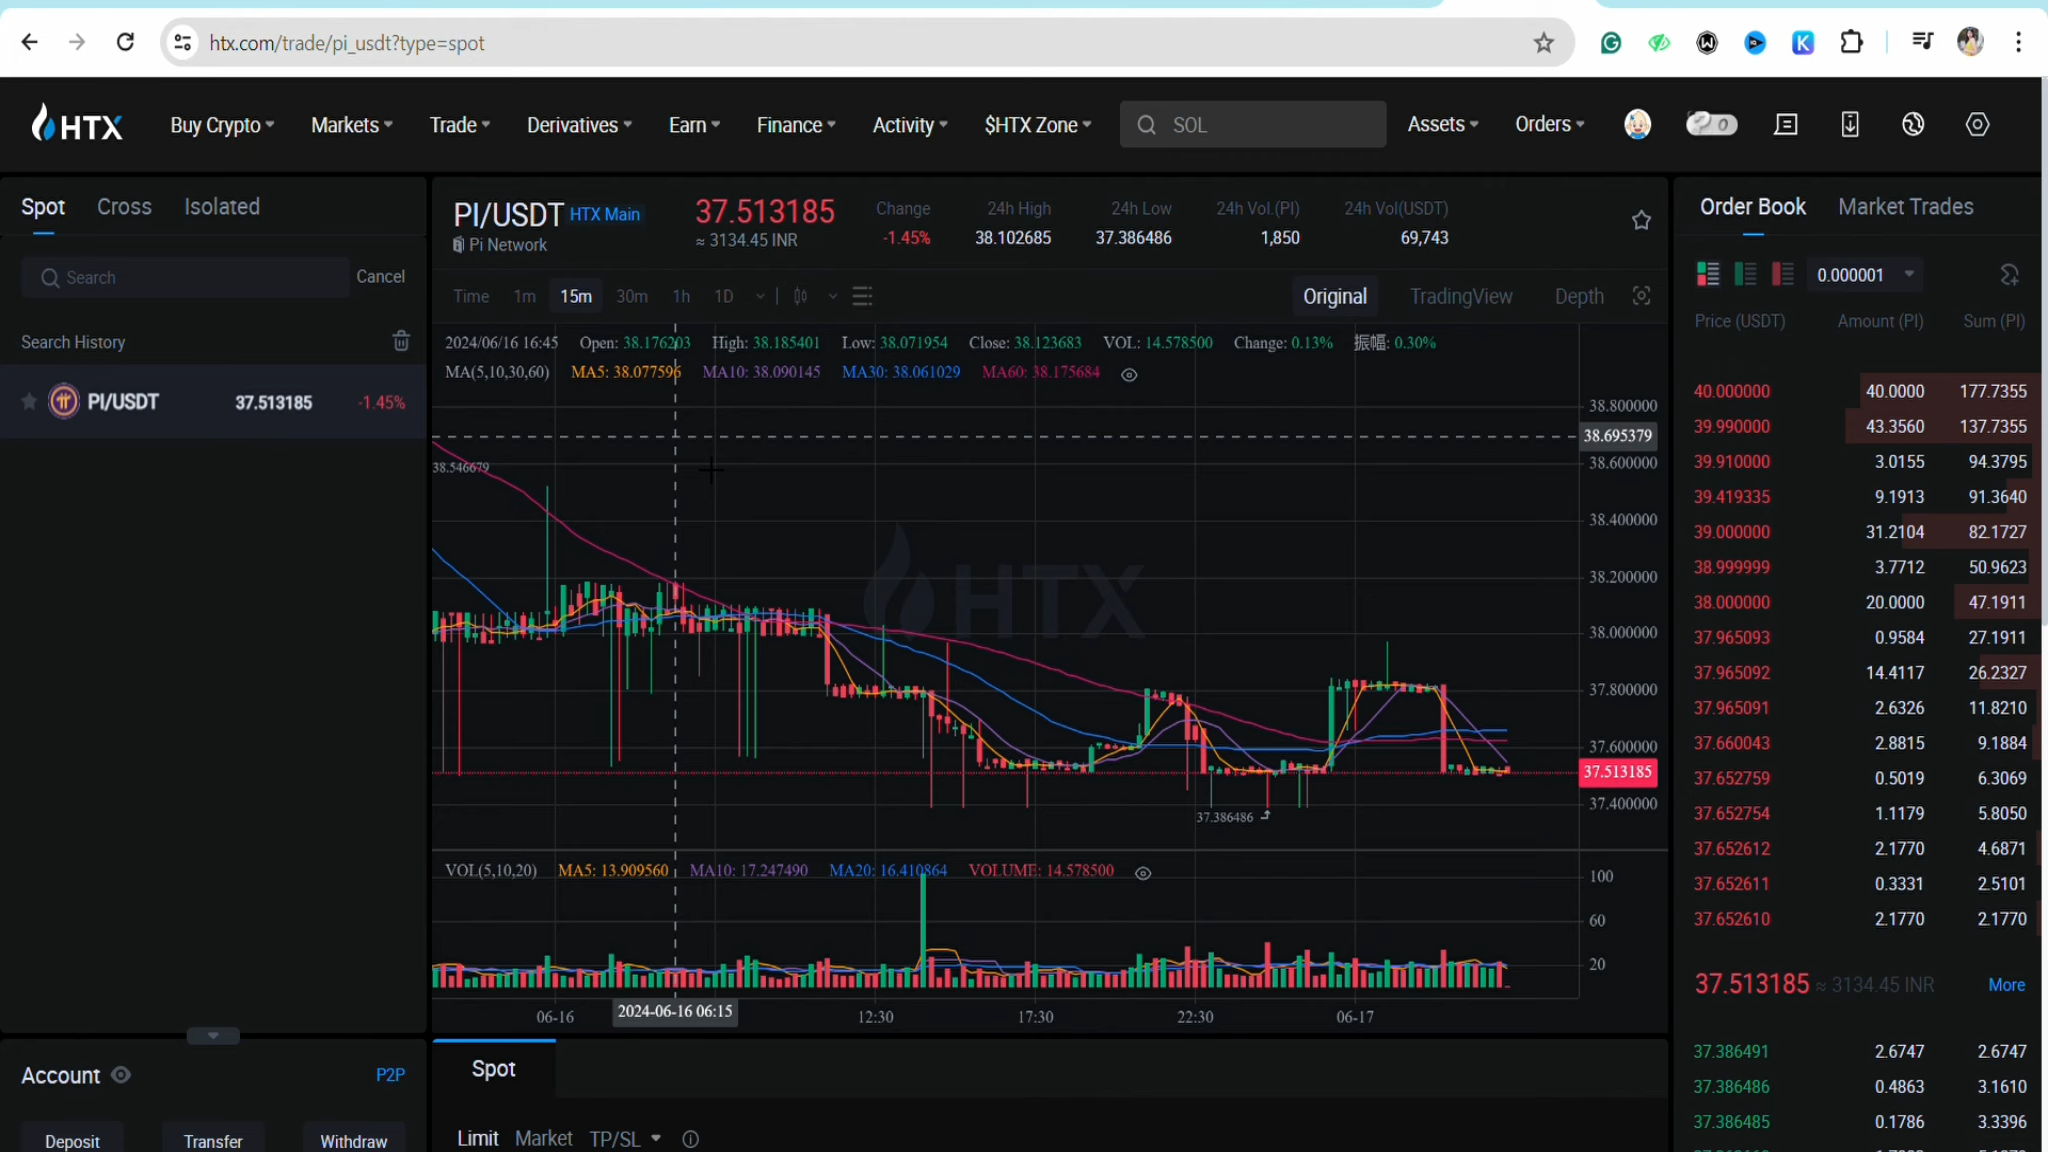 htx.com/trade/pi_usdt?type=spot
HTX Buy Crypto Markets Trade Derivatives Earn Finance Activity $HTX Zone SOL Assets Orders 0
Spot Cross Isolated
Search Cancel
Search History
PI/USDT 37.513185 -1.45%
Account P2P
Deposit Transfer Withdraw
PI/USDT HTX Main 37.513185 Change 24h High 24h Low 24h Vol.(PI) 24h Vol(USDT)
Pi Network ≈ 3134.45 INR -1.45% 38.102685 37.386486 1,850 69,743
Time 1m 15m 30m 1h 1D Original TradingView Depth
2024/06/16 16:45 Open: 38.176203 High: 38.185401 Low: 38.071954 Close: 38.123683 VOL: 14.578500 Change: 0.13% 振幅: 0.30%
MA(5,10,30,60) MA5: 38.077596 MA10: 38.090145 MA30: 38.061029 MA60: 38.175684
38.800000
38.695379
38.600000
38.546679
38.400000
38.200000
HTX
38.000000
37.800000
37.600000
37.513185
37.400000
37.386486
VOL(5,10,20) MA5: 13.909560 MA10: 17.247490 MA20: 16.410864 VOLUME: 14.578500
100
60
20
06-16 2024-06-16 06:15 12:30 17:30 22:30 06-17
Spot
Limit Market TP/SL
Order Book Market Trades
0.000001
Price (USDT) Amount (PI) Sum (PI)
40.000000 40.0000 177.7355
39.990000 43.3560 137.7355
39.910000 3.0155 94.3795
39.419335 9.1913 91.3640
39.000000 31.2104 82.1727
38.999999 3.7712 50.9623
38.000000 20.0000 47.1911
37.965093 0.9584 27.1911
37.965092 14.4117 26.2327
37.965091 2.6326 11.8210
37.660043 2.8815 9.1884
37.652759 0.5019 6.3069
37.652754 1.1179 5.8050
37.652612 2.1770 4.6871
37.652611 0.3331 2.5101
37.652610 2.1770 2.1770
37.513185 ≈ 3134.45 INR More
37.386491 2.6747 2.6747
37.386486 0.4863 3.1610
37.386485 0.1786 3.3396